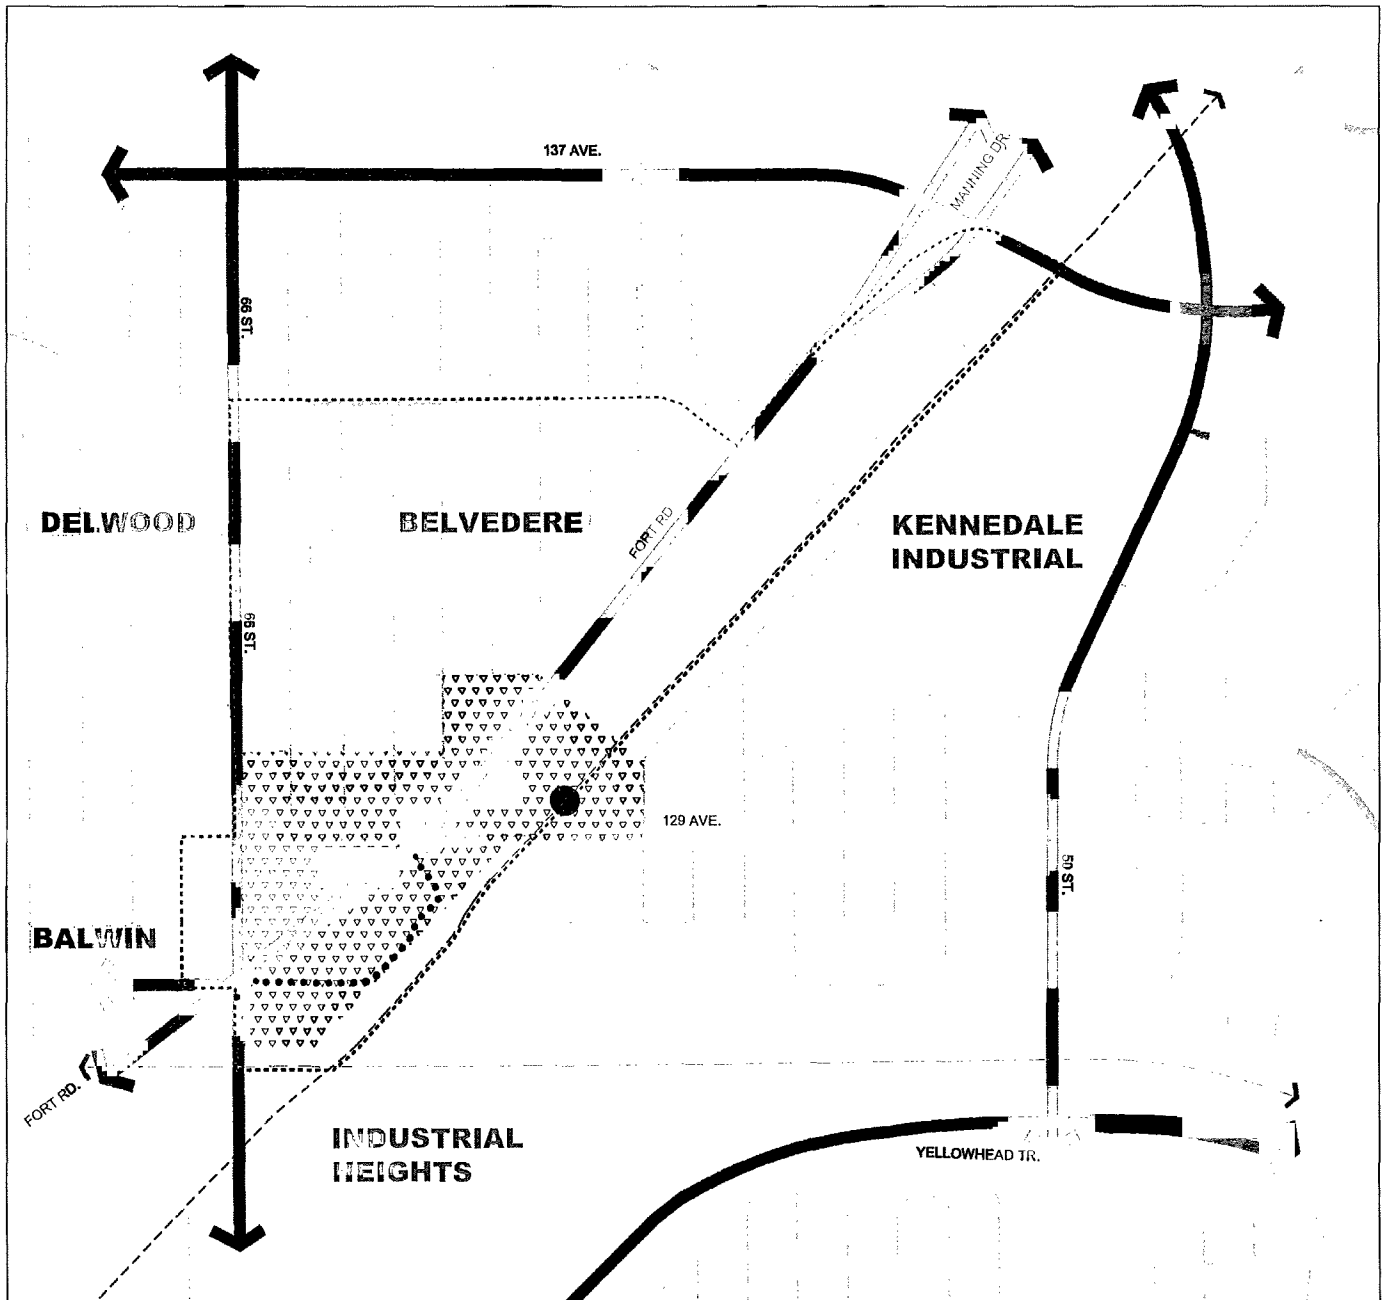 137 AVE.
MANNING DR.
66 ST.
DELWOOD
BELVEDERE
FORT RD
KENNEDALE
INDUSTRIAL
66 ST.
129 AVE.
50 ST.
BALWIN
FORT RD.
INDUSTRIAL
HEIGHTS
YELLOWHEAD TR.